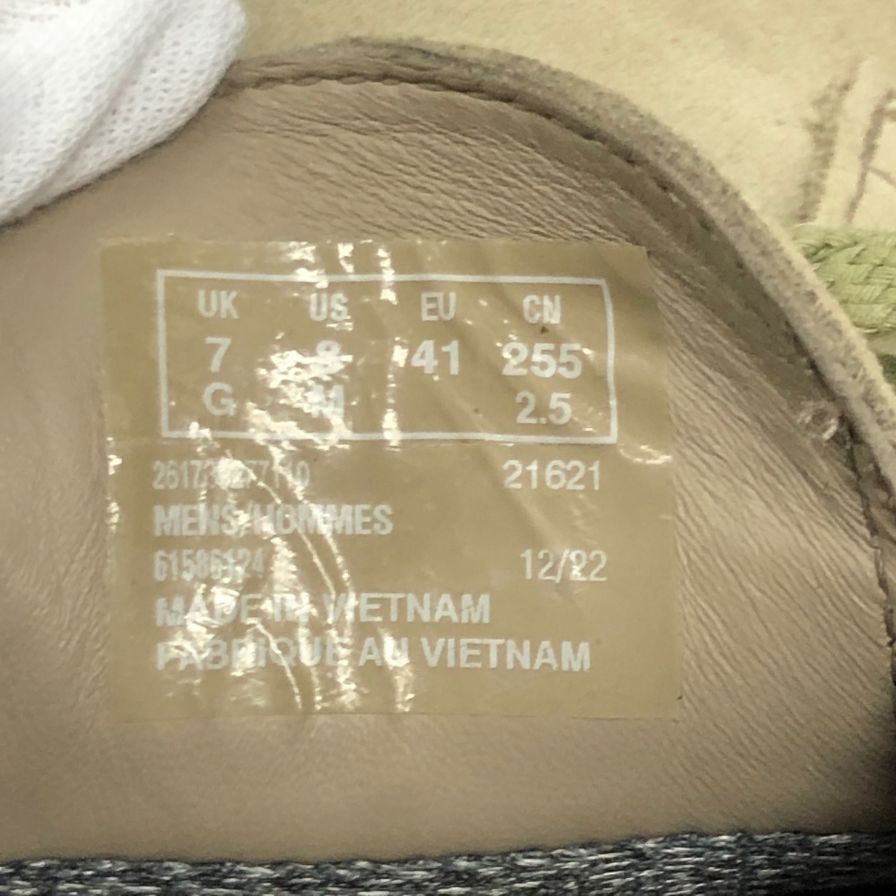 UK US EU CN
7 8 41 255
G M 2.5
21621
MENS/HOMMES
61586124 12/22
MADE IN VIETNAM
FABRIQUE AU VIETNAM